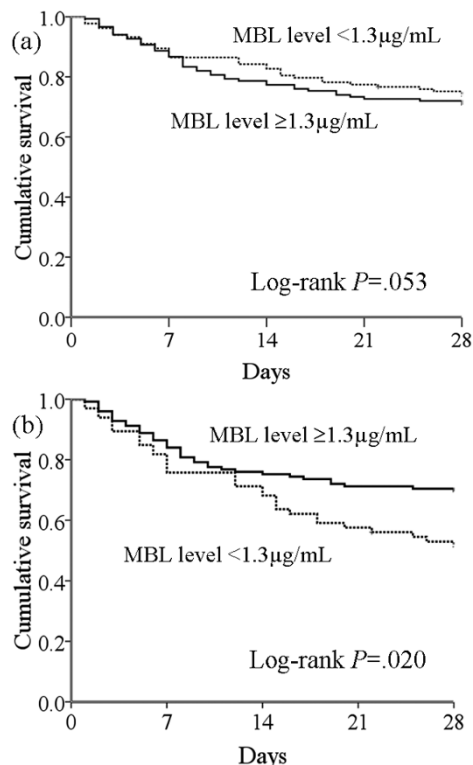 (a)
1.0
0.8
0.6
0.4
0.2
0.0
Cumulative survival
MBL level <1.3µg/mL
MBL level ≥1.3µg/mL
Log-rank P=.053
0 7 14 21 28
Days
(b)
1.0
0.8
0.6
0.4
0.2
0.0
Cumulative survival
MBL level ≥1.3µg/mL
MBL level <1.3µg/mL
Log-rank P=.020
0 7 14 21 28
Days